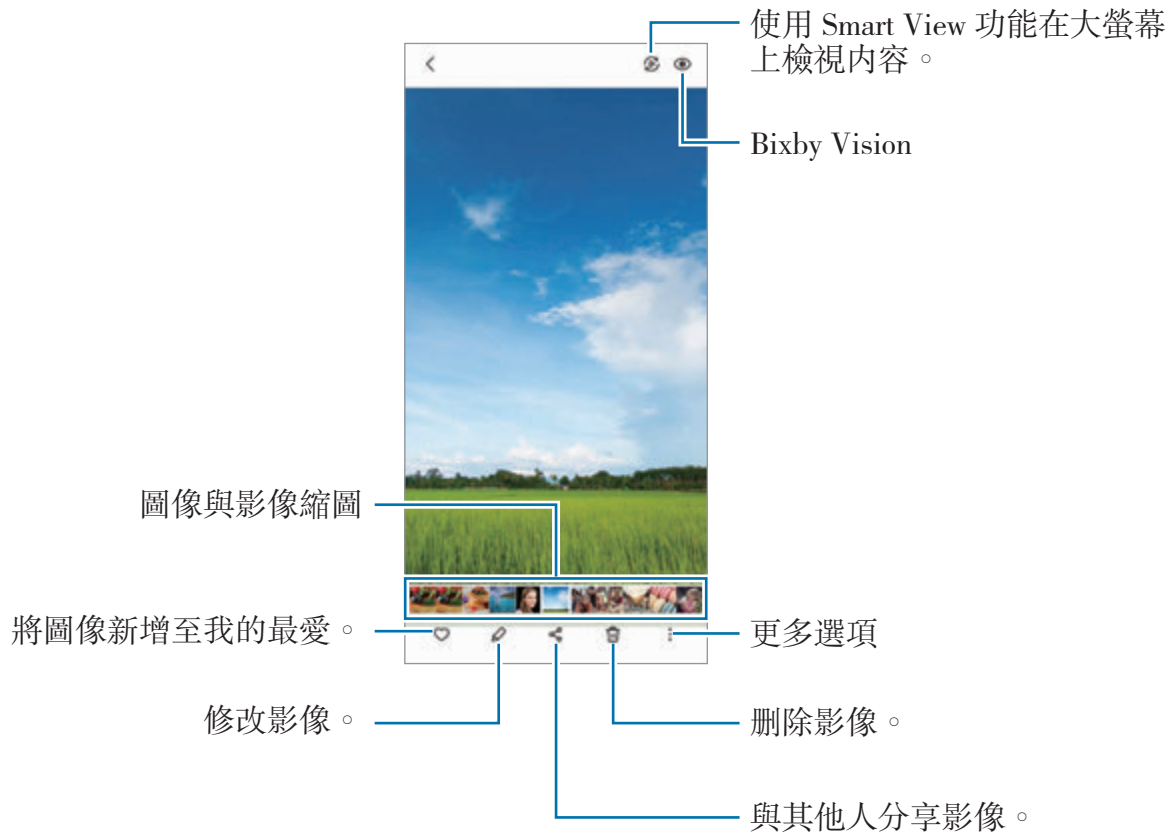 使用 Smart View 功能在大螢幕
上檢視內容。
Bixby Vision
圖像與影像縮圖
將圖像新增至我的最愛。
更多選項
修改影像。
刪除影像。
與其他人分享影像。